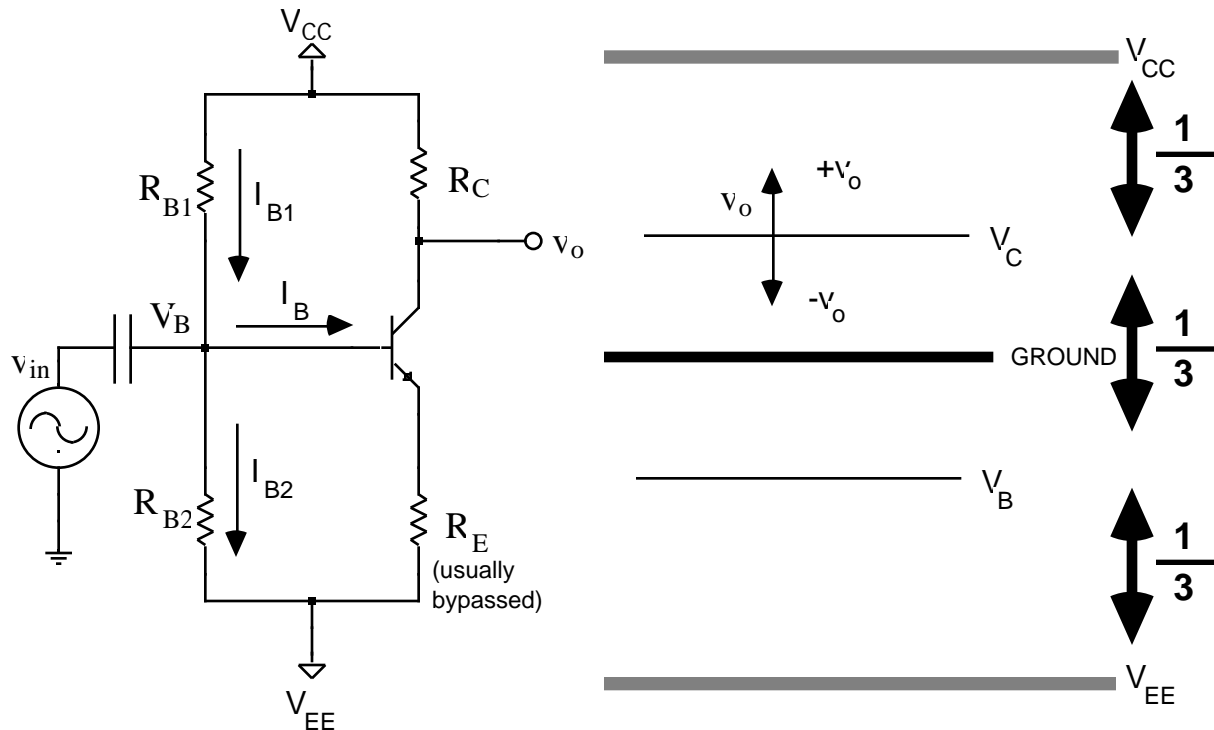 V_CC
R_B1
I_B1
R_C
v_o
V_B
I_B
v_in
R_B2
I_B2
R_E
(usually
bypassed)
V_EE
V_CC
1
3
+v_o
v_o
V_C
-v_o
GROUND
1
3
V_B
1
3
V_EE